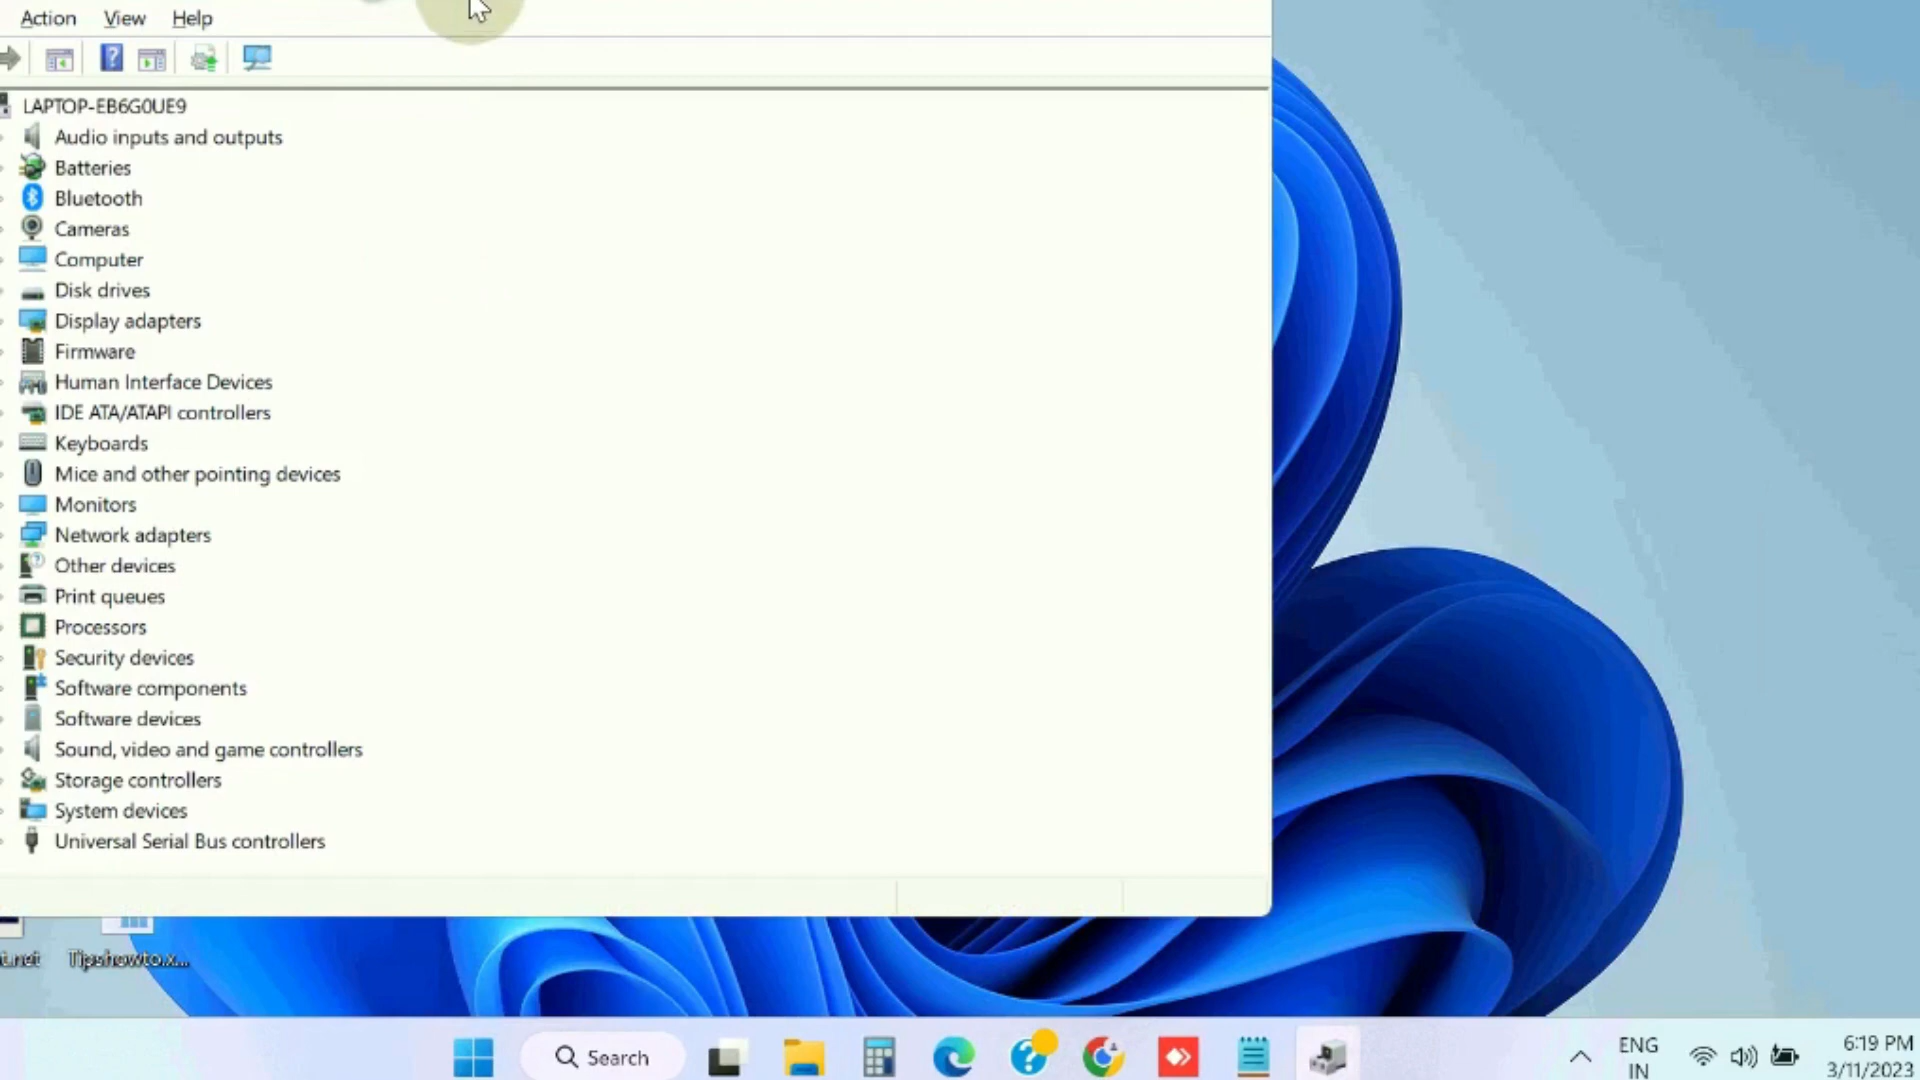 Action View Help
LAPTOP-EB6G0UE9
Audio inputs and outputs
Batteries
Bluetooth
Cameras
Computer
Disk drives
Display adapters
Firmware
Human Interface Devices
IDE ATA/ATAPI controllers
Keyboards
Mice and other pointing devices
Monitors
Network adapters
Other devices
Print queues
Processors
Security devices
Software components
Software devices
Sound, video and game controllers
Storage controllers
System devices
Universal Serial Bus controllers
Tipshowto.x...
Search
ENG
IN
6:19 PM
3/11/2023